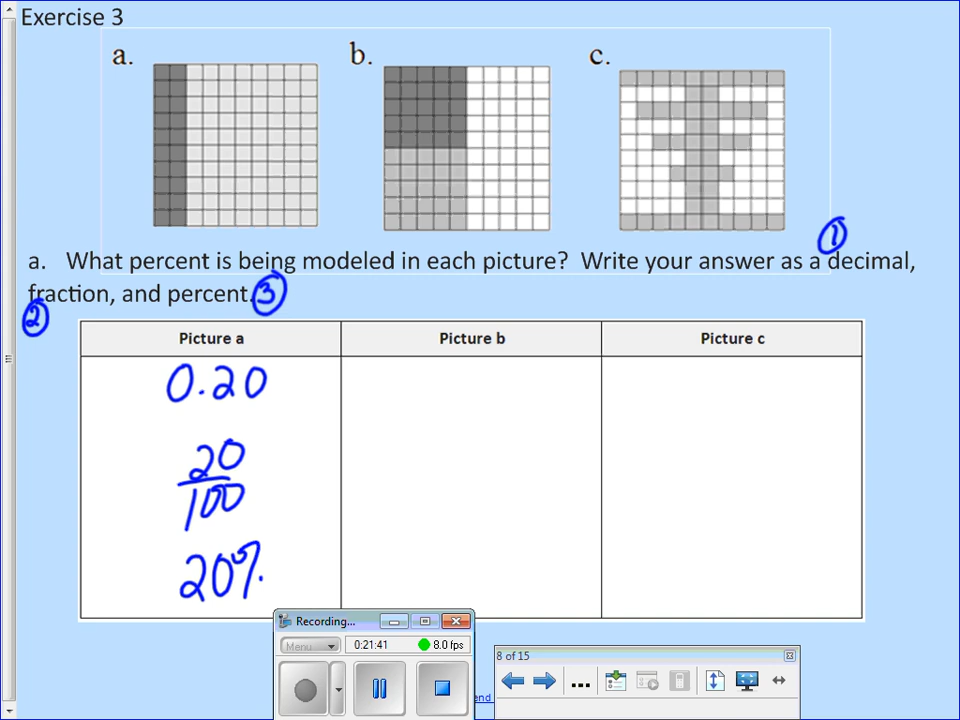 Exercise 3
a.
b.
c.
①
a. What percent is being modeled in each picture? Write your answer as a decimal,
fraction, and percent.
③
②
Picture a
Picture b
Picture c
0.20
20
100
20%
Recording...
Menu
0:21:41
8.0 fps
8 of 15
end